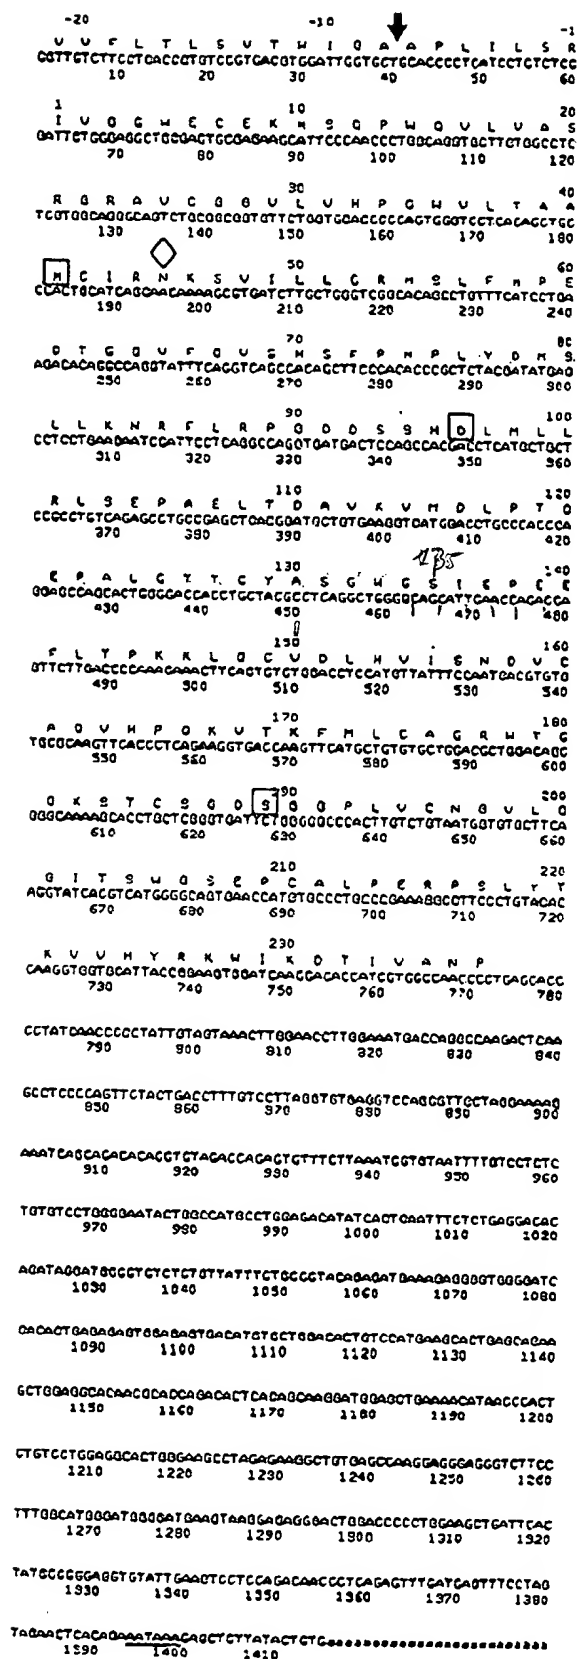 -20 -10 -1
V V F L T L S V T W I G A A P L I L S R
GGTTGTCTTCCTCACCCTGTCCGTGACGTGGATTGGTGCTGCACCCCTCATCCTGTCTCC
10 20 30 40 50 60
1 10 20
I V G G W E C E K H S Q P W Q V L V A S
GATTGTGGGAGGCTGGGAGTGCGAGAAGCATTCCCAACCCTGGCAGGTGCTTGTGGCCTC
70 80 90 100 110 120
30 40
R G R A V C G G V L V H P Q W V L T A A
TCGTGGCAGGGCAGTCTGCGGCGGTGTTCTGGTGCACCCCCAGTGGGTCCTCACAGCTGC
130 140 150 160 170 180
50 60
H C I R N K S V I L L G R H S L F H P E
CCACTGCATCAGGAACAAAAGCGTGATCTTGCTGGGTCGGCACAGCCTGTTTCATCCTGA
190 200 210 220 230 240
70 80
D T G Q V F Q V S H S F P H P L Y D M S
AGACACAGGCCAGGTATTTCAGGTCAGCCACAGCTTCCCACACCCGCTCTACGATATGAG
250 260 270 280 290 300
90 100
L L K N R F L R P G D D S S H D L M L L
CCTCCTGAAGAATCGATTCCTCAGGCCAGGTGATGACTCCAGCCACGACCTCATGCTGCT
310 320 330 340 350 360
110 120
R L S E P A E L T D A V K V M D L P T Q
CCGCCTGTCAGAGCCTGCCGAGCTCACGGATGCTGTGAAGGTCATGGACCTGCCCACCCA
370 380 390 400 410 420
135
130 140
E P A L G T T C Y A S G W G S I E P E E
GGAGCCAGCACTGGGGACCACCTGCTACGCCTCAGGCTGGGGCAGCATTGAACCAGAGGA
430 440 450 460 470 480
150 160
F L T P K K L Q C V D L H V I S N D V C
GTTCTTGACCCCAAAGAAACTTCAGTGTGTGGACCTCCATGTTATTTCCAATGACGTGTG
490 500 510 520 530 540
170 180
A Q V H P Q K V T K F M L C A G R W T G
TGCGCAAGTTCACCCTCAGAAGGTGACCAAGTTCATGCTGTGTGCTGGACGCTGGACAGG
550 560 570 580 590 600
290 200
G K S T C S G D S G G P L V C N G V L Q
GGGCAAAAGCACCTGCTCGGGTGATTCTGGGGGCCCACTTGTCTGTAATGGTGTGCTTCA
610 620 630 640 650 660
210 220
G I T S W G S E P C A L P E R P S L Y T
AGGTATCACGTCATGGGGCAGTGAACCATGTGCCCTGCCCGAAAGGCCTTCCCTGTACAC
670 680 690 700 710 720
230
K V V H Y R K W I K D T I V A N P
CAAGGTGGTGCATTACCGGAAGTGGATCAAGGACACCATCGTGGCCAACCCCTGAGCACC
730 740 750 760 770 780
CCTATCAACCCCCTATTGTAGTAAACTTGGAACCTTGGAAATGACCAGGCCAAGACTCAA
790 800 810 820 830 840
GCCTCCCCAGTTCTACTGACCTTTGTCCTTAGGTGTGAGGTCCAGGGTTGCTAGGAAAAG
850 860 870 880 890 900
AAATCAGCAGACACAGGTGTAGACCAGAGTGTTTCTTAAATGGTGTAATTTTGTCCTCTC
910 920 930 940 950 960
TGTGTCCTGGGGAATACTGGCCATGCCTGGAGACATATCACTCAATTTCTCTGAGGACAC
970 980 990 1000 1010 1020
AGATAGGATGGGGTGTCTGTGTTATTTGTGGGGTACAGAGATGAAAGAGGGGTGGGATC
1030 1040 1050 1060 1070 1080
CACACTGAGAGAGTGGAGAGTGACATGTGCTGGACACTGTCCATGAAGCACTGAGCAGAA
1090 1100 1110 1120 1130 1140
GCTGGAGGCACAACGCACCAGACACTCACAGCAAGGATGGAGCTGAAAACATAACCCACT
1150 1160 1170 1180 1190 1200
CTGTCCTGGAGGCACTGGGAAGCCTAGAGAAGGCTGTGAGCCAAGGAGGGAGGGTCTTCC
1210 1220 1230 1240 1250 1260
TTTGGCATGGGATGGGGATGAAGTAAGGAGAGGGACTGGACCCCCTGGAAGCTGATTCAC
1270 1280 1290 1300 1310 1320
TATGGGGGGAGGTGTATTGAAGTCCTCCAGACAACCCTCAGAGTTTGATGAGTTTCCTAG
1330 1340 1350 1360 1370 1380
TAGAACTCACAGAAATAAACAGCTCTTATACTGTG
1390 1400 1410